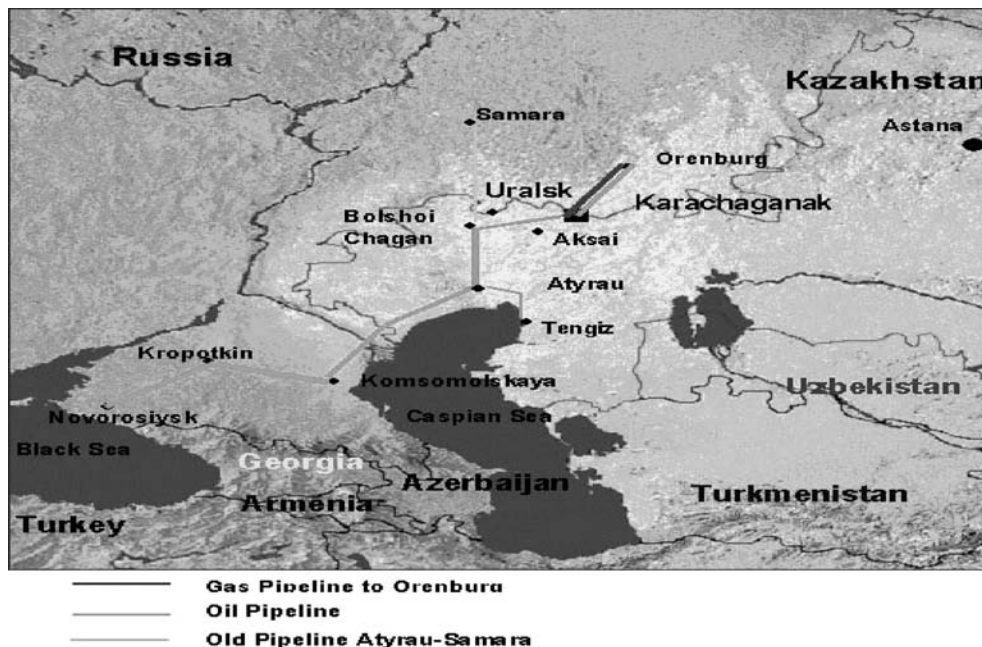 Russia
Kazakhstan
Samara
Astana
Orenburg
Uralsk
Karachaganak
Bolshoi
Chagan
Aksai
Atyrau
Tengiz
Kropotkin
Komsomolskaya
Uzbekistan
Novorosiysk
Caspian Sea
Black Sea
Georgia
Azerbaijan
Armenia
Turkmenistan
Turkey
Gas Pipeline to Orenburg
Oil Pipeline
Old Pipeline Atyrau-Samara